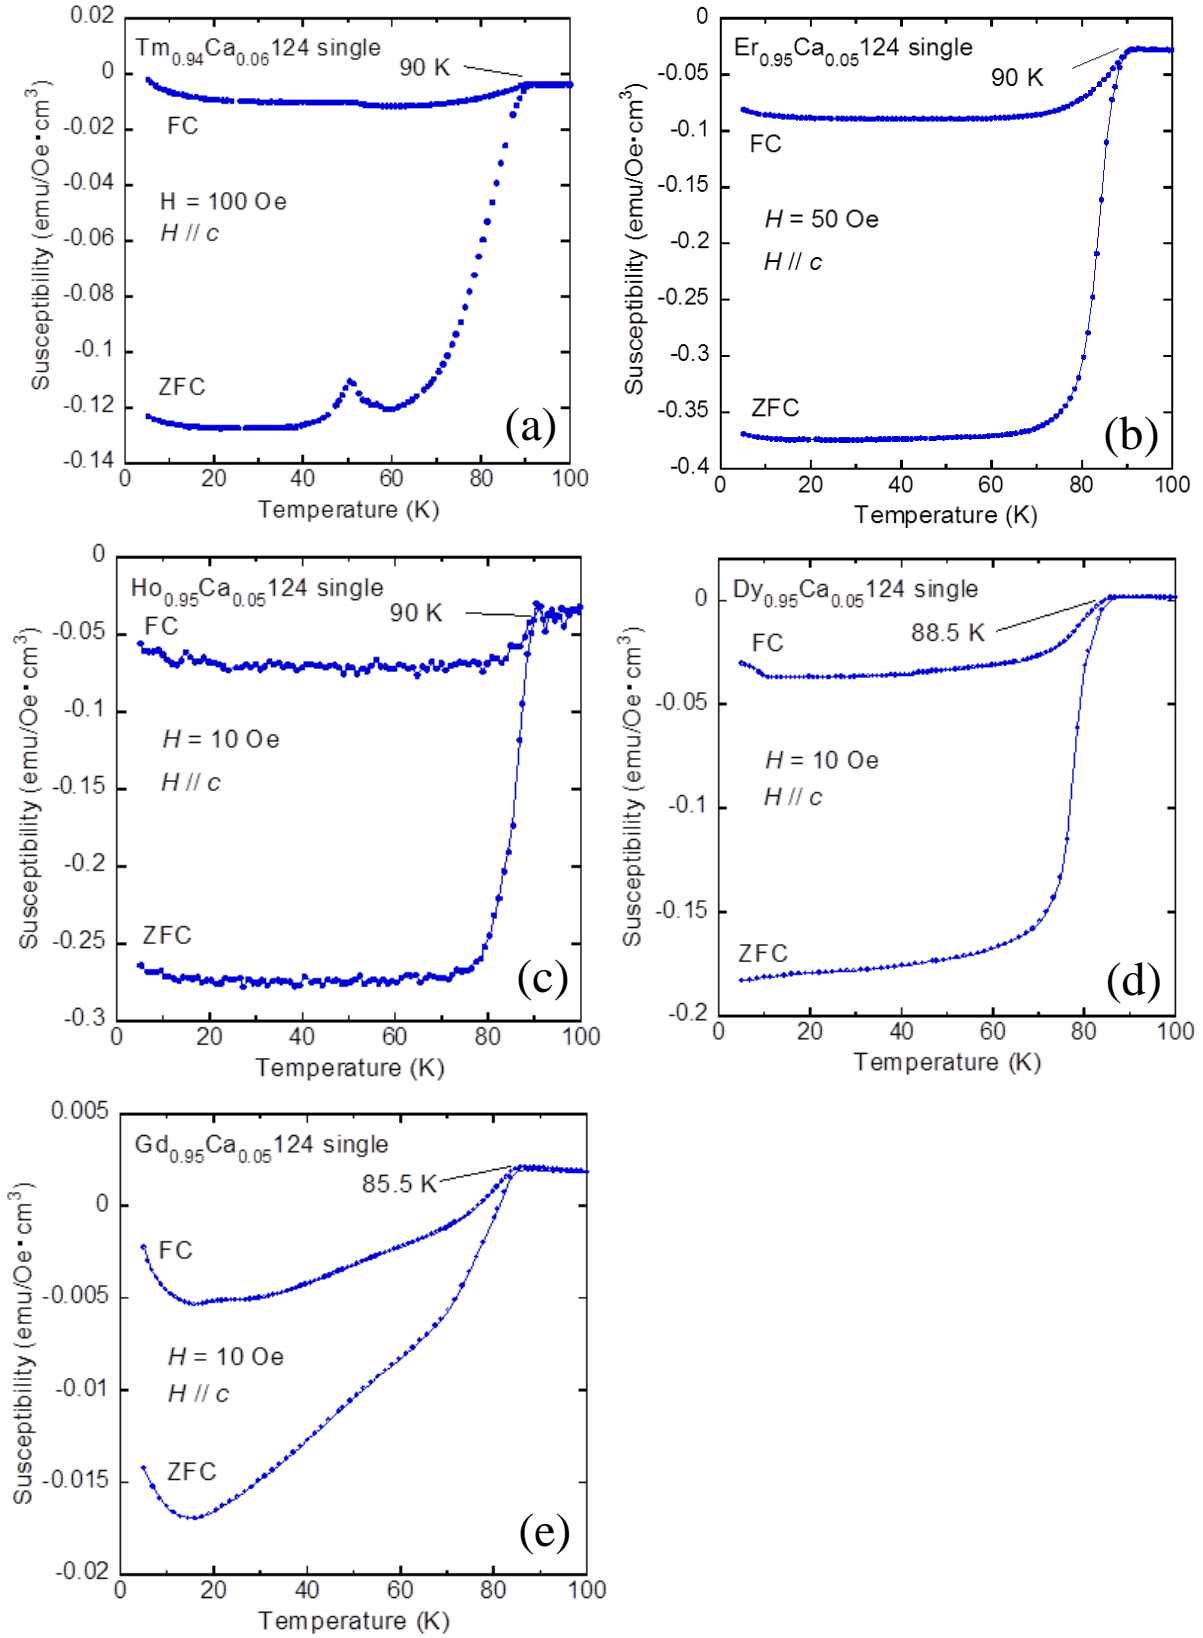 0.02
0
-0.02
-0.04
-0.06
-0.08
-0.1
-0.12
-0.14
Susceptibility (emu/Oe･cm³)
Tm₀.₉₄Ca₀.₀₆124 single
90 K
FC
H = 100 Oe
H // c
ZFC
(a)
0 20 40 60 80 100
Temperature (K)
0
-0.05
-0.1
-0.15
-0.2
-0.25
-0.3
-0.35
-0.4
Susceptibility (emu/Oe･cm³)
Er₀.₉₅Ca₀.₀₅124 single
90 K
FC
H = 50 Oe
H // c
ZFC
(b)
0 20 40 60 80 100
Temperature (K)
0
-0.05
-0.1
-0.15
-0.2
-0.25
-0.3
Susceptibility (emu/Oe･cm³)
Ho₀.₉₅Ca₀.₀₅124 single
FC
90 K
H = 10 Oe
H // c
ZFC
(c)
0 20 40 60 80 100
Temperature (K)
0
-0.05
-0.1
-0.15
-0.2
Susceptibility (emu/Oe･cm³)
Dy₀.₉₅Ca₀.₀₅124 single
88.5 K
FC
H = 10 Oe
H // c
ZFC
(d)
0 20 40 60 80 100
Temperature (K)
0.005
0
-0.005
-0.01
-0.015
-0.02
Susceptibility (emu/Oe･cm³)
Gd₀.₉₅Ca₀.₀₅124 single
85.5 K
FC
H = 10 Oe
H // c
ZFC
(e)
0 20 40 60 80 100
Temperature (K)